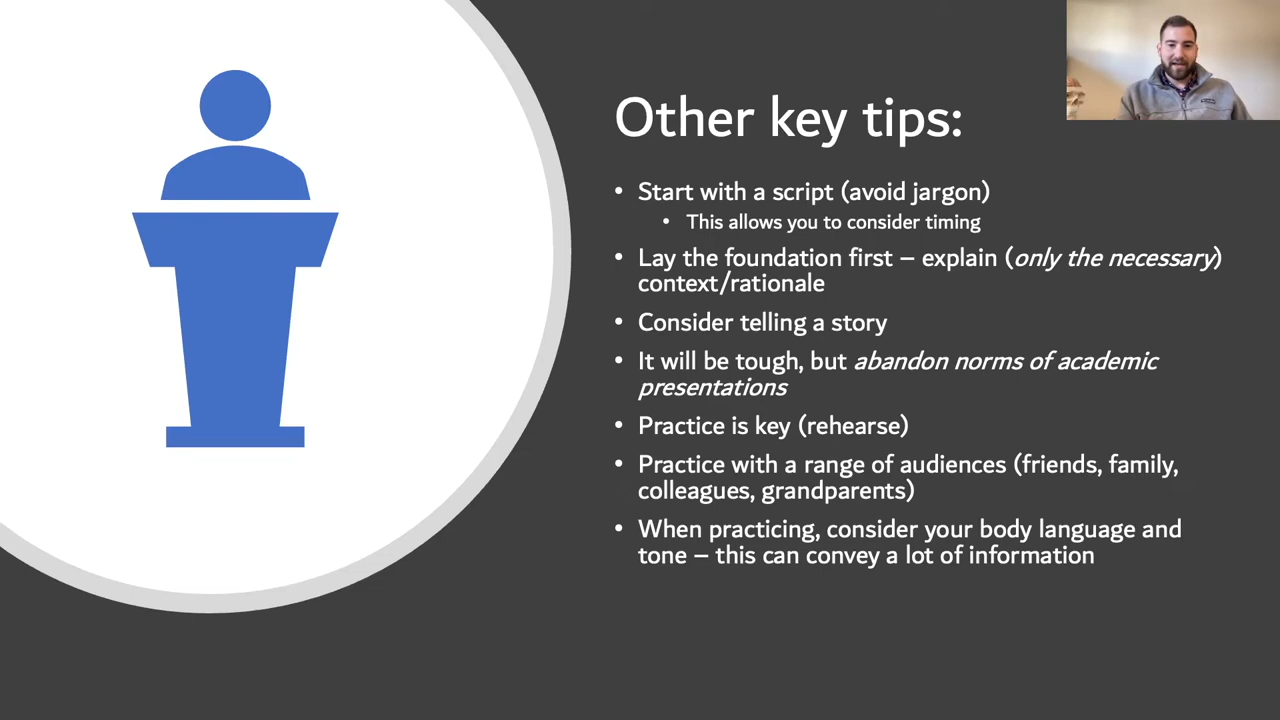 Other key tips:
• Start with a script (avoid jargon)
• This allows you to consider timing
• Lay the foundation first – explain (only the necessary)
context/rationale
• Consider telling a story
• It will be tough, but abandon norms of academic
presentations
• Practice is key (rehearse)
• Practice with a range of audiences (friends, family,
colleagues, grandparents)
• When practicing, consider your body language and
tone – this can convey a lot of information